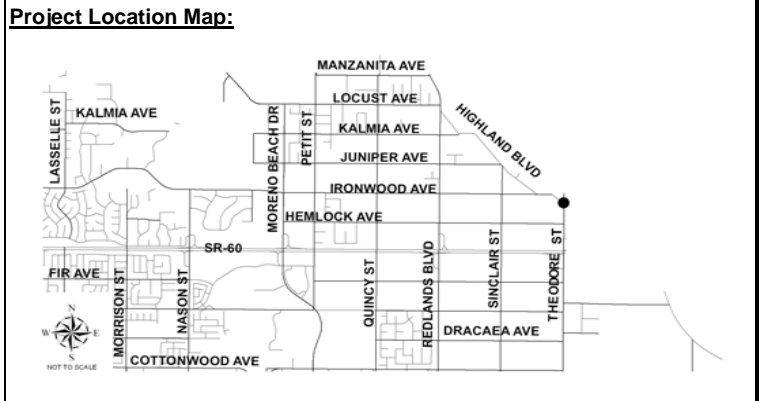 Project Location Map:
MANZANITA AVE
LOCUST AVE
HIGHLAND BLVD
LASSELLE ST
KALMIA AVE
MORENO BEACH DR
PETIT ST
KALMIA AVE
JUNIPER AVE
IRONWOOD AVE
HEMLOCK AVE
SR-60
FIR AVE
MORRISON ST
NASON ST
QUINCY ST
REDLANDS BLVD
SINCLAIR ST
THEODORE ST
N
W
E
S
NOT TO SCALE
DRACAEA AVE
COTTONWOOD AVE